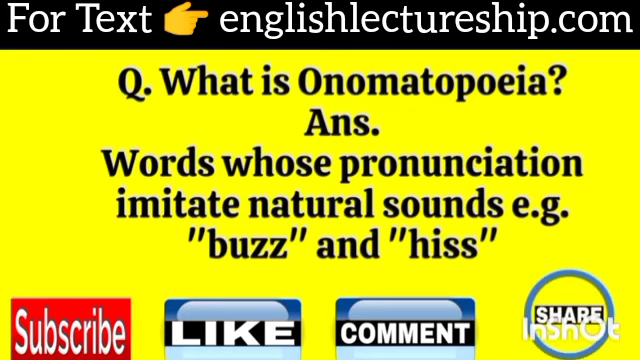 For Text 👉 englishlectureship.com
Q. What is Onomatopoeia?
Ans.
Words whose pronunciation
imitate natural sounds e.g.
"buzz" and "hiss"
Subscribe
LIKE
COMMENT
SHARE
InShOt